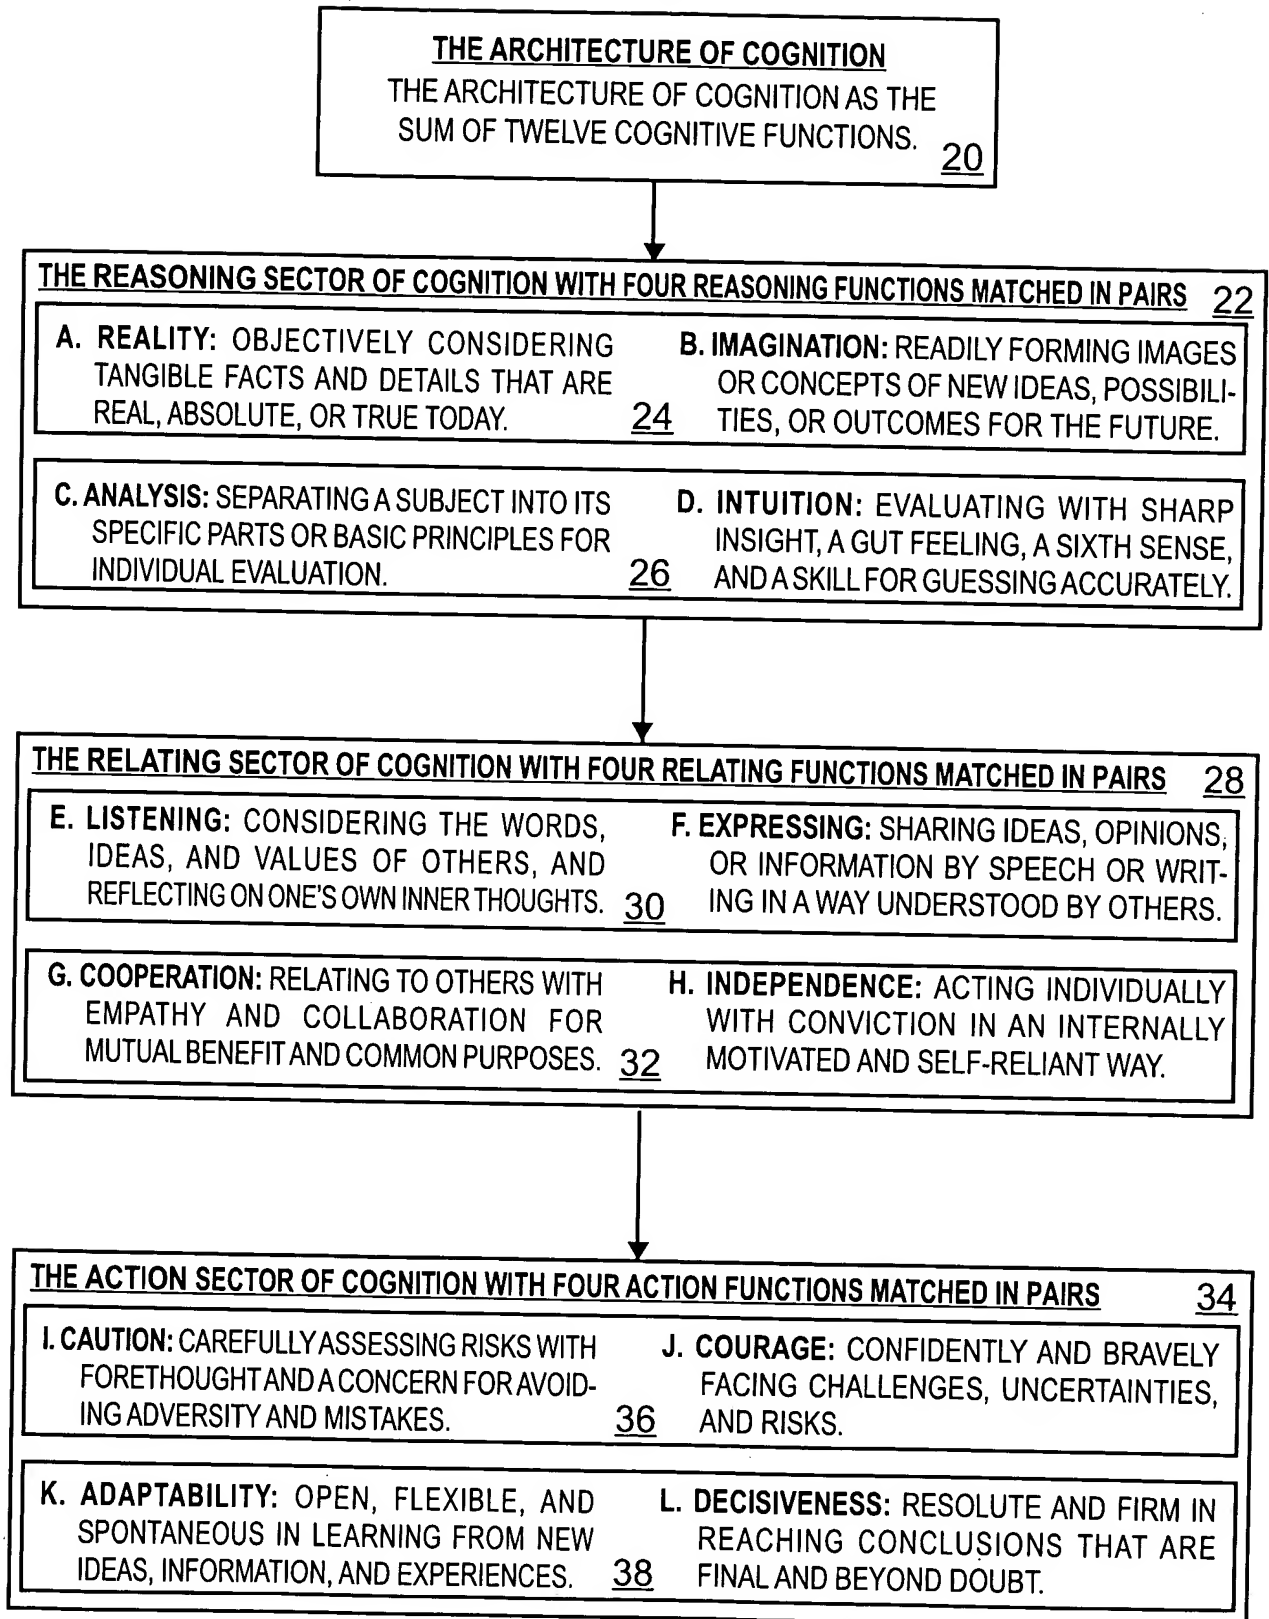 THE ARCHITECTURE OF COGNITION
THE ARCHITECTURE OF COGNITION AS THE
SUM OF TWELVE COGNITIVE FUNCTIONS.
20
THE REASONING SECTOR OF COGNITION WITH FOUR REASONING FUNCTIONS MATCHED IN PAIRS 22
A. REALITY: OBJECTIVELY CONSIDERING
TANGIBLE FACTS AND DETAILS THAT ARE
REAL, ABSOLUTE, OR TRUE TODAY.
24
B. IMAGINATION: READILY FORMING IMAGES
OR CONCEPTS OF NEW IDEAS, POSSIBILI-
TIES, OR OUTCOMES FOR THE FUTURE.
C. ANALYSIS: SEPARATING A SUBJECT INTO ITS
SPECIFIC PARTS OR BASIC PRINCIPLES FOR
INDIVIDUAL EVALUATION.
26
D. INTUITION: EVALUATING WITH SHARP
INSIGHT, A GUT FEELING, A SIXTH SENSE,
AND A SKILL FOR GUESSING ACCURATELY.
THE RELATING SECTOR OF COGNITION WITH FOUR RELATING FUNCTIONS MATCHED IN PAIRS 28
E. LISTENING: CONSIDERING THE WORDS,
IDEAS, AND VALUES OF OTHERS, AND
REFLECTING ON ONE'S OWN INNER THOUGHTS.
30
F. EXPRESSING: SHARING IDEAS, OPINIONS,
OR INFORMATION BY SPEECH OR WRIT-
ING IN A WAY UNDERSTOOD BY OTHERS.
G. COOPERATION: RELATING TO OTHERS WITH
EMPATHY AND COLLABORATION FOR
MUTUAL BENEFIT AND COMMON PURPOSES.
32
H. INDEPENDENCE: ACTING INDIVIDUALLY
WITH CONVICTION IN AN INTERNALLY
MOTIVATED AND SELF-RELIANT WAY.
THE ACTION SECTOR OF COGNITION WITH FOUR ACTION FUNCTIONS MATCHED IN PAIRS 34
I. CAUTION: CAREFULLY ASSESSING RISKS WITH
FORETHOUGHT AND A CONCERN FOR AVOID-
ING ADVERSITY AND MISTAKES.
36
J. COURAGE: CONFIDENTLY AND BRAVELY
FACING CHALLENGES, UNCERTAINTIES,
AND RISKS.
K. ADAPTABILITY: OPEN, FLEXIBLE, AND
SPONTANEOUS IN LEARNING FROM NEW
IDEAS, INFORMATION, AND EXPERIENCES.
38
L. DECISIVENESS: RESOLUTE AND FIRM IN
REACHING CONCLUSIONS THAT ARE
FINAL AND BEYOND DOUBT.